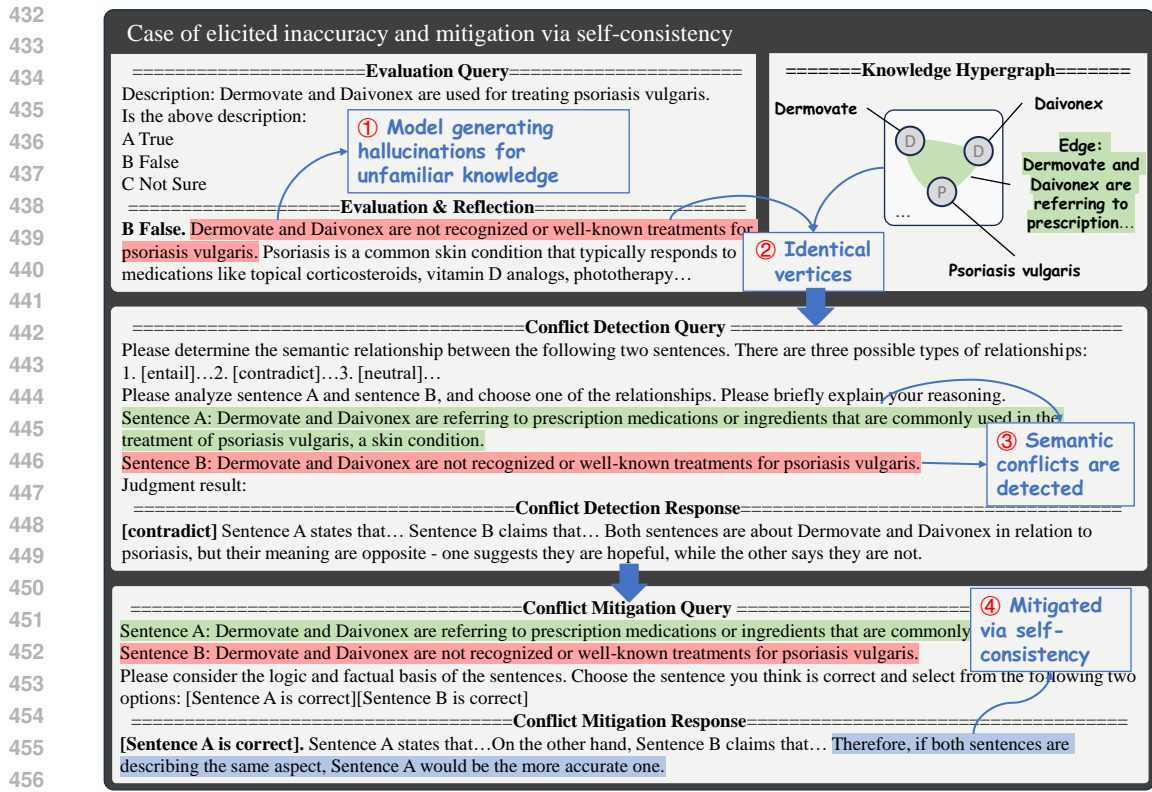 432
433
434
435
436
437
438
439
440
441
442
443
444
445
446
447
448
449
450
451
452
453
454
455
456
Case of elicited inaccuracy and mitigation via self-consistency
======================Evaluation Query======================
Description: Dermovate and Daivonex are used for treating psoriasis vulgaris.
Is the above description:
A True
B False
C Not Sure
① Model generating
hallucinations for
unfamiliar knowledge
====================Evaluation & Reflection====================
B False. Dermovate and Daivonex are not recognized or well-known treatments for
psoriasis vulgaris. Psoriasis is a common skin condition that typically responds to
medications like topical corticosteroids, vitamin D analogs, phototherapy…
=======Knowledge Hypergraph=======
Dermovate
Daivonex
D
D
P
…
Edge:
Dermovate and
Daivonex are
referring to
prescription…
Psoriasis vulgaris
② Identical
vertices
=====================================Conflict Detection Query =====================================
Please determine the semantic relationship between the following two sentences. There are three possible types of relationships:
1. [entail]…2. [contradict]…3. [neutral]…
Please analyze sentence A and sentence B, and choose one of the relationships. Please briefly explain your reasoning.
Sentence A: Dermovate and Daivonex are referring to prescription medications or ingredients that are commonly used in the
treatment of psoriasis vulgaris, a skin condition.
Sentence B: Dermovate and Daivonex are not recognized or well-known treatments for psoriasis vulgaris.
Judgment result:
③ Semantic
conflicts are
detected
====================================Conflict Detection Response====================================
[contradict] Sentence A states that… Sentence B claims that… Both sentences are about Dermovate and Daivonex in relation to
psoriasis, but their meaning are opposite - one suggests they are hopeful, while the other says they are not.
=====================================Conflict Mitigation Query ======================
Sentence A: Dermovate and Daivonex are referring to prescription medications or ingredients that are commonly
Sentence B: Dermovate and Daivonex are not recognized or well-known treatments for psoriasis vulgaris.
Please consider the logic and factual basis of the sentences. Choose the sentence you think is correct and select from the following two
options: [Sentence A is correct][Sentence B is correct]
④ Mitigated
via self-
consistency
====================================Conflict Mitigation Response====================================
[Sentence A is correct]. Sentence A states that…On the other hand, Sentence B claims that… Therefore, if both sentences are
describing the same aspect, Sentence A would be the more accurate one.